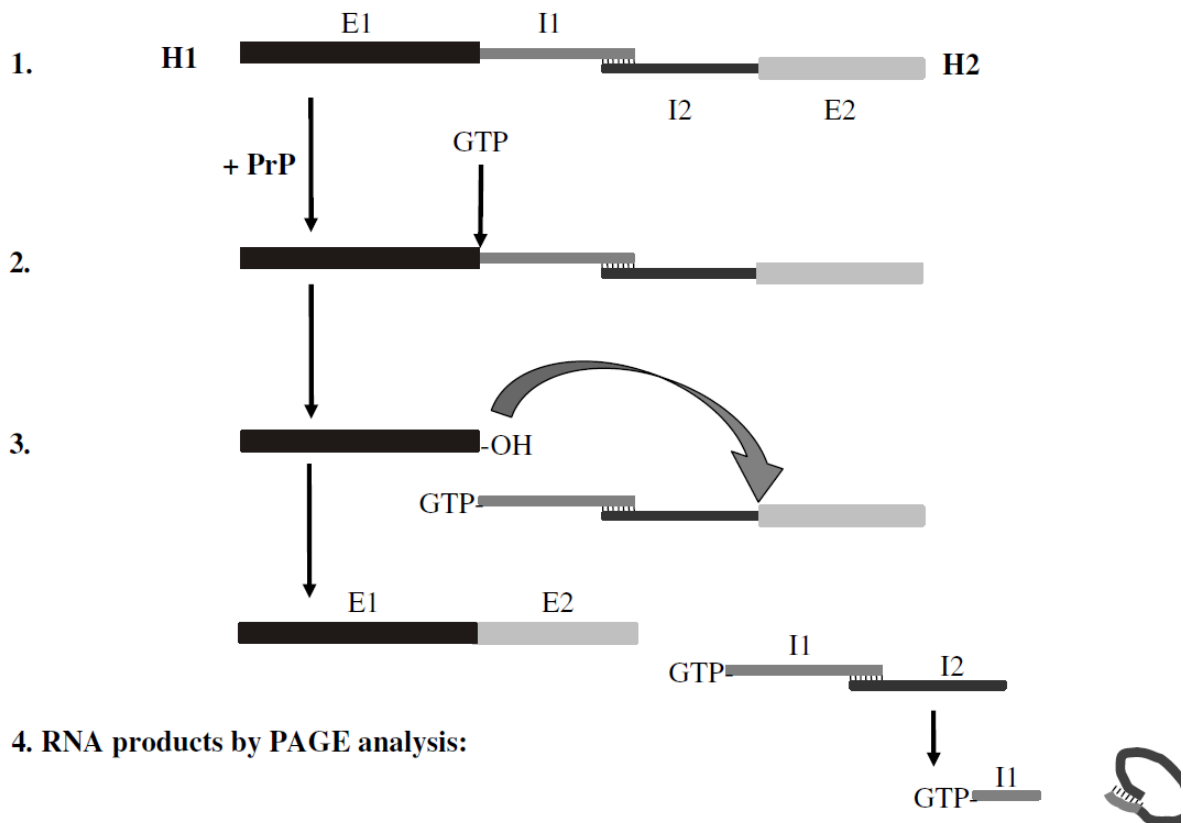 E1 I1
1. H1 H2
I2 E2
GTP
+ PrP
2.
3. -OH
GTP-
E1 E2
I1
GTP- I2
4. RNA products by PAGE analysis:
I1
GTP-